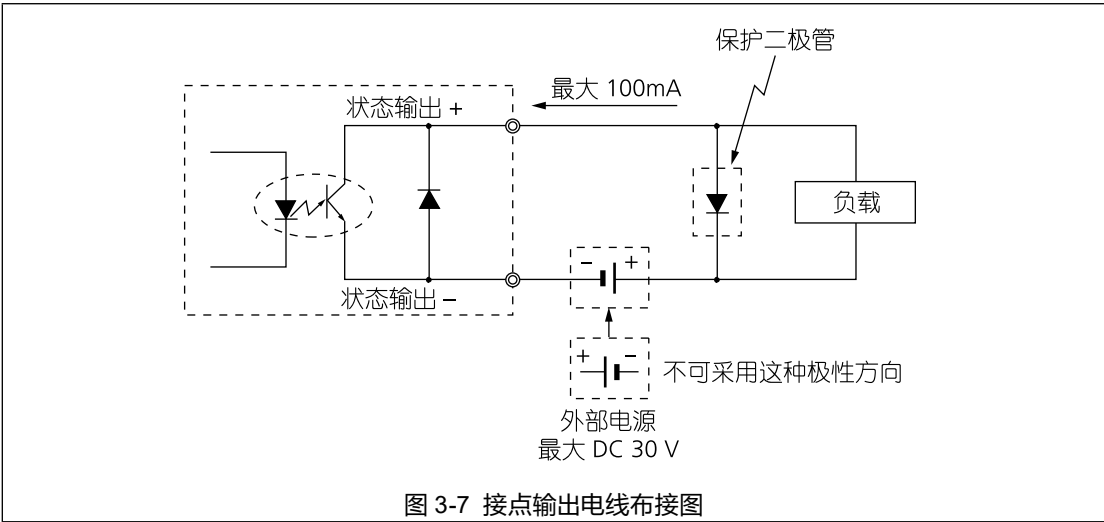 保护二极管
最大 100mA
状态输出 +
负载
- +
状态输出 -
+ -
不可采用这种极性方向
外部电源
最大 DC 30 V
图 3-7 接点输出电线布接图